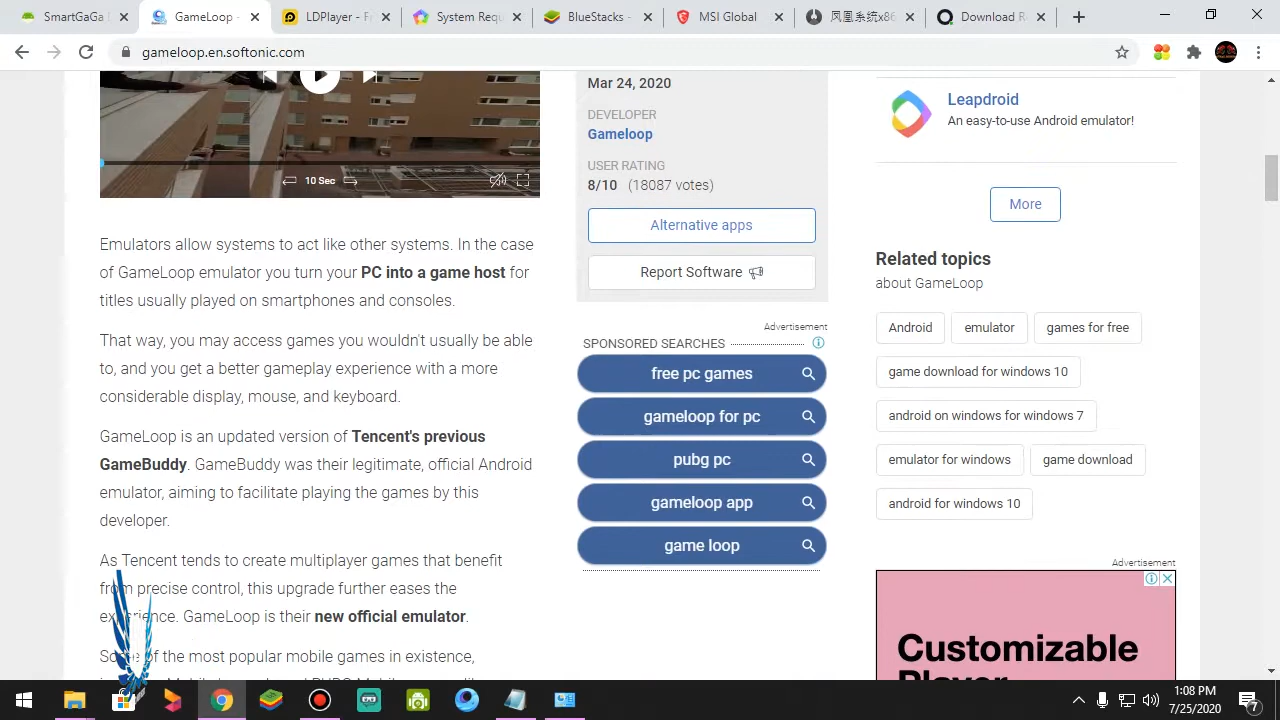 SmartGaGa
GameLoop -
LDPlayer - F
System Requ
BlueStacks -
MSI Global
凤凰系统x86
Download R
gameloop.en.softonic.com
10 Sec
Emulators allow systems to act like other systems. In the case
of GameLoop emulator you turn your PC into a game host for
titles usually played on smartphones and consoles.
That way, you may access games you wouldn't usually be able
to, and you get a better gameplay experience with a more
considerable display, mouse, and keyboard.
GameLoop is an updated version of Tencent's previous
GameBuddy. GameBuddy was their legitimate, official Android
emulator, aiming to facilitate playing the games by this
developer.
As Tencent tends to create multiplayer games that benefit
from precise control, this upgrade further eases the
experience. GameLoop is their new official emulator.
Some of the most popular mobile games in existence,
Mar 24, 2020
DEVELOPER
Gameloop
USER RATING
8/10 (18087 votes)
Alternative apps
Report Software
Advertisement
SPONSORED SEARCHES
free pc games
gameloop for pc
pubg pc
gameloop app
game loop
Leapdroid
An easy-to-use Android emulator!
More
Related topics
about GameLoop
Android
emulator
games for free
game download for windows 10
android on windows for windows 7
emulator for windows
game download
android for windows 10
Advertisement
Customizable
1:08 PM
7/25/2020
7